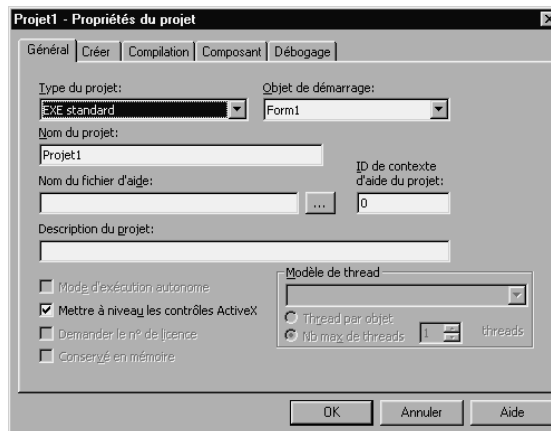 Projet1 - Propriétés du projet
Général Créer Compilation Composant Débogage
Type du projet: Objet de démarrage:
EXE standard Form1
Nom du projet:
Projet1
Nom du fichier d'aide: ID de contexte d'aide du projet:
... 0
Description du projet:
Mode d'exécution autonome
Mettre à niveau les contrôles ActiveX
Demander le n° de licence
Conservé en mémoire
Modèle de thread
Thread par objet
Nb max de threads 1 threads
OK Annuler Aide